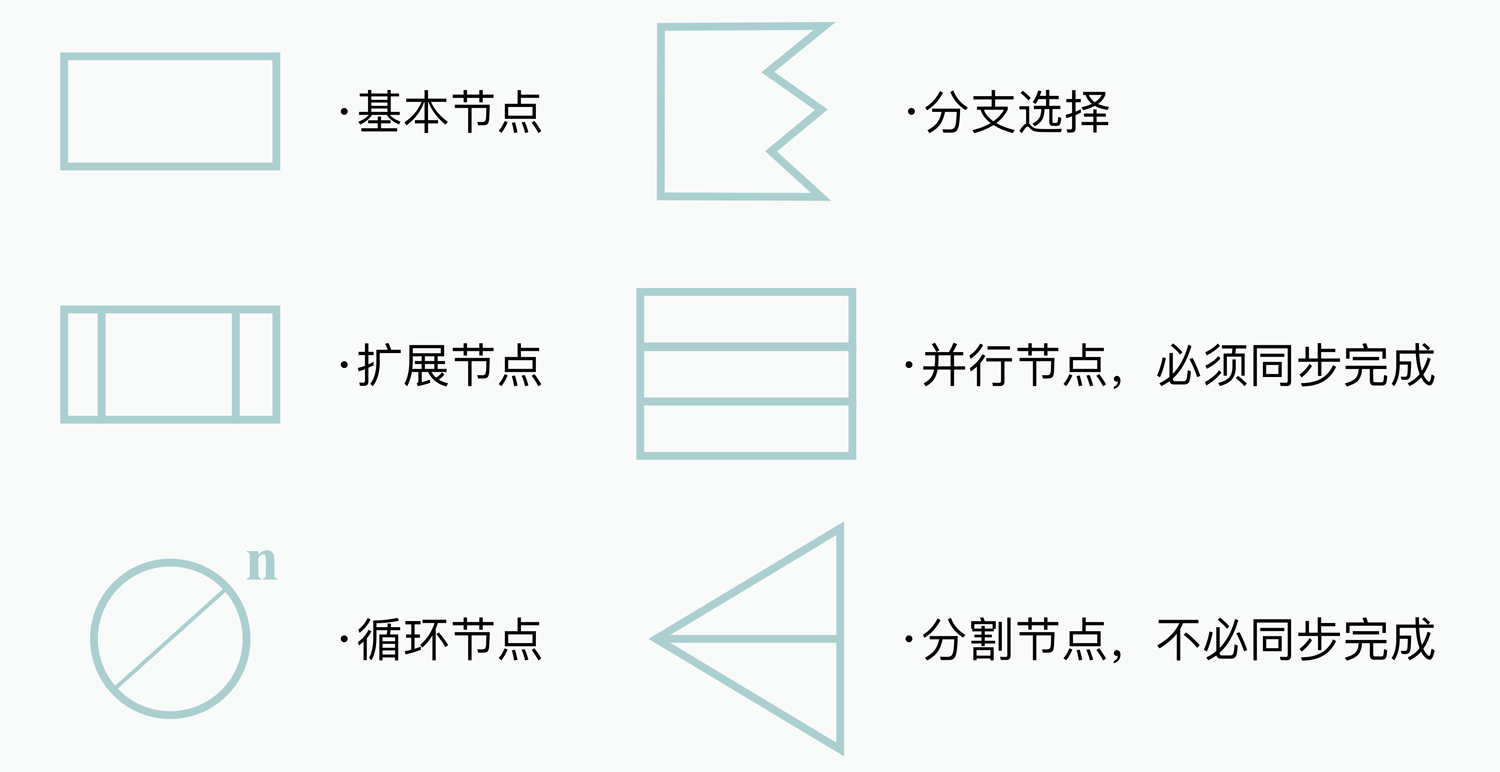 ·基本节点
·分支选择
·扩展节点
·并行节点，必须同步完成
n
·循环节点
·分割节点，不必同步完成